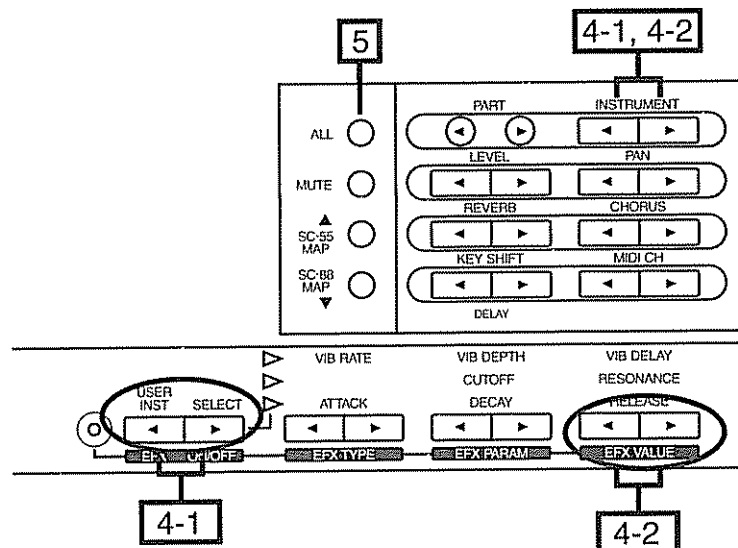 5
4-1, 4-2
PART INSTRUMENT
ALL
LEVEL PAN
MUTE
REVERB CHORUS
SC-55
MAP
KEY SHIFT MIDI CH
SC-88
MAP
DELAY
VIB RATE VIB DEPTH VIB DELAY
CUTOFF RESONANCE
USER
INST SELECT ATTACK DECAY RELEASE
EFX ON/OFF EFX TYPE EFX PARAM EFX VALUE
4-1
4-2